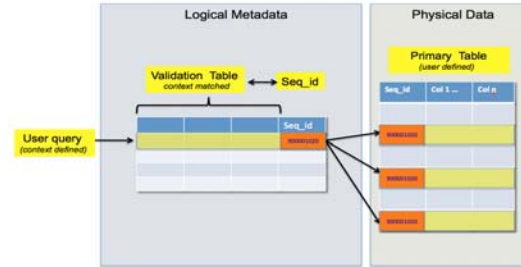 Logical Metadata
Physical Data
Validation Table
context matched
Seq_id
Primary Table
(user defined)
Seq_id
Col 1 ...
Col n
User query
(context defined)
Seq_id